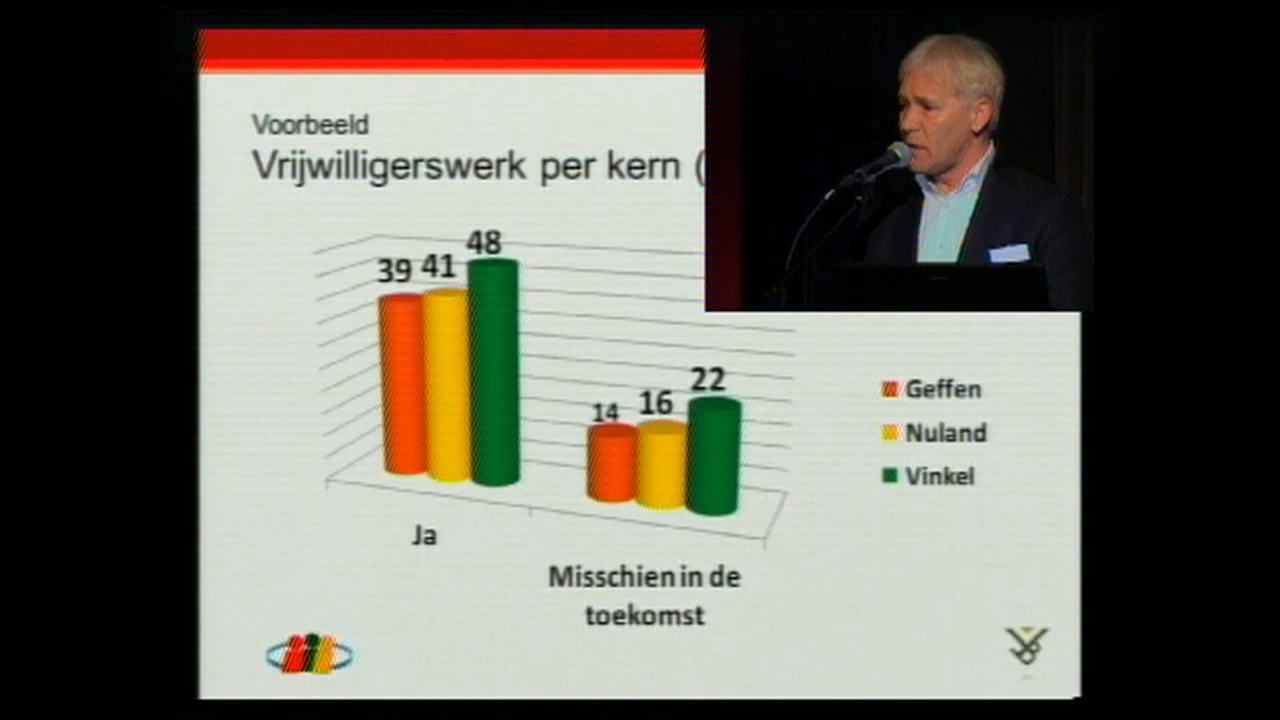 Voorbeeld
Vrijwilligerswerk per kern (
39 41 48
14 16 22
Geffen
Nuland
Vinkel
Ja
Misschien in de
toekomst